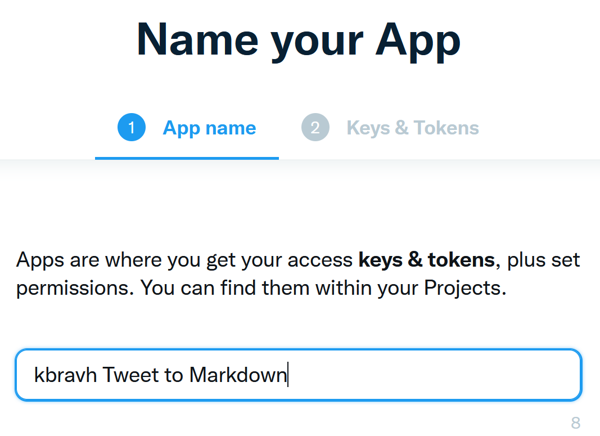 Name your App
1 App name 2 Keys & Tokens
Apps are where you get your access keys & tokens, plus set
permissions. You can find them within your Projects.
kbravh Tweet to Markdown
8